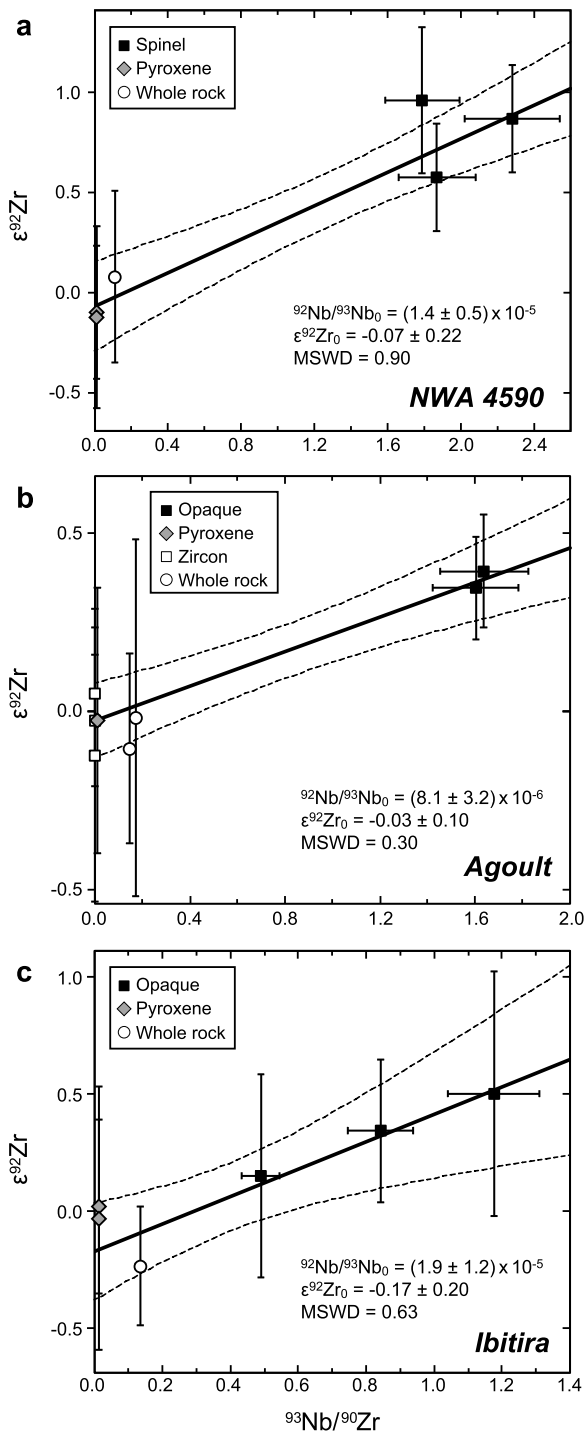 a
Spinel
Pyroxene
Whole rock
1.0
0.5
0.0
-0.5
ε⁹²Zr
⁹²Nb/⁹³Nb₀ = (1.4 ± 0.5) x 10⁻⁵
ε⁹²Zr₀ = -0.07 ± 0.22
MSWD = 0.90
NWA 4590
0.0 0.4 0.8 1.2 1.6 2.0 2.4
b
Opaque
Pyroxene
Zircon
Whole rock
0.5
0.0
-0.5
ε⁹²Zr
⁹²Nb/⁹³Nb₀ = (8.1 ± 3.2) x 10⁻⁶
ε⁹²Zr₀ = -0.03 ± 0.10
MSWD = 0.30
Agoult
0.0 0.4 0.8 1.2 1.6 2.0
c
Opaque
Pyroxene
Whole rock
1.0
0.5
0.0
-0.5
ε⁹²Zr
⁹²Nb/⁹³Nb₀ = (1.9 ± 1.2) x 10⁻⁵
ε⁹²Zr₀ = -0.17 ± 0.20
MSWD = 0.63
Ibitira
0.0 0.2 0.4 0.6 0.8 1.0 1.2 1.4
⁹³Nb/⁹⁰Zr